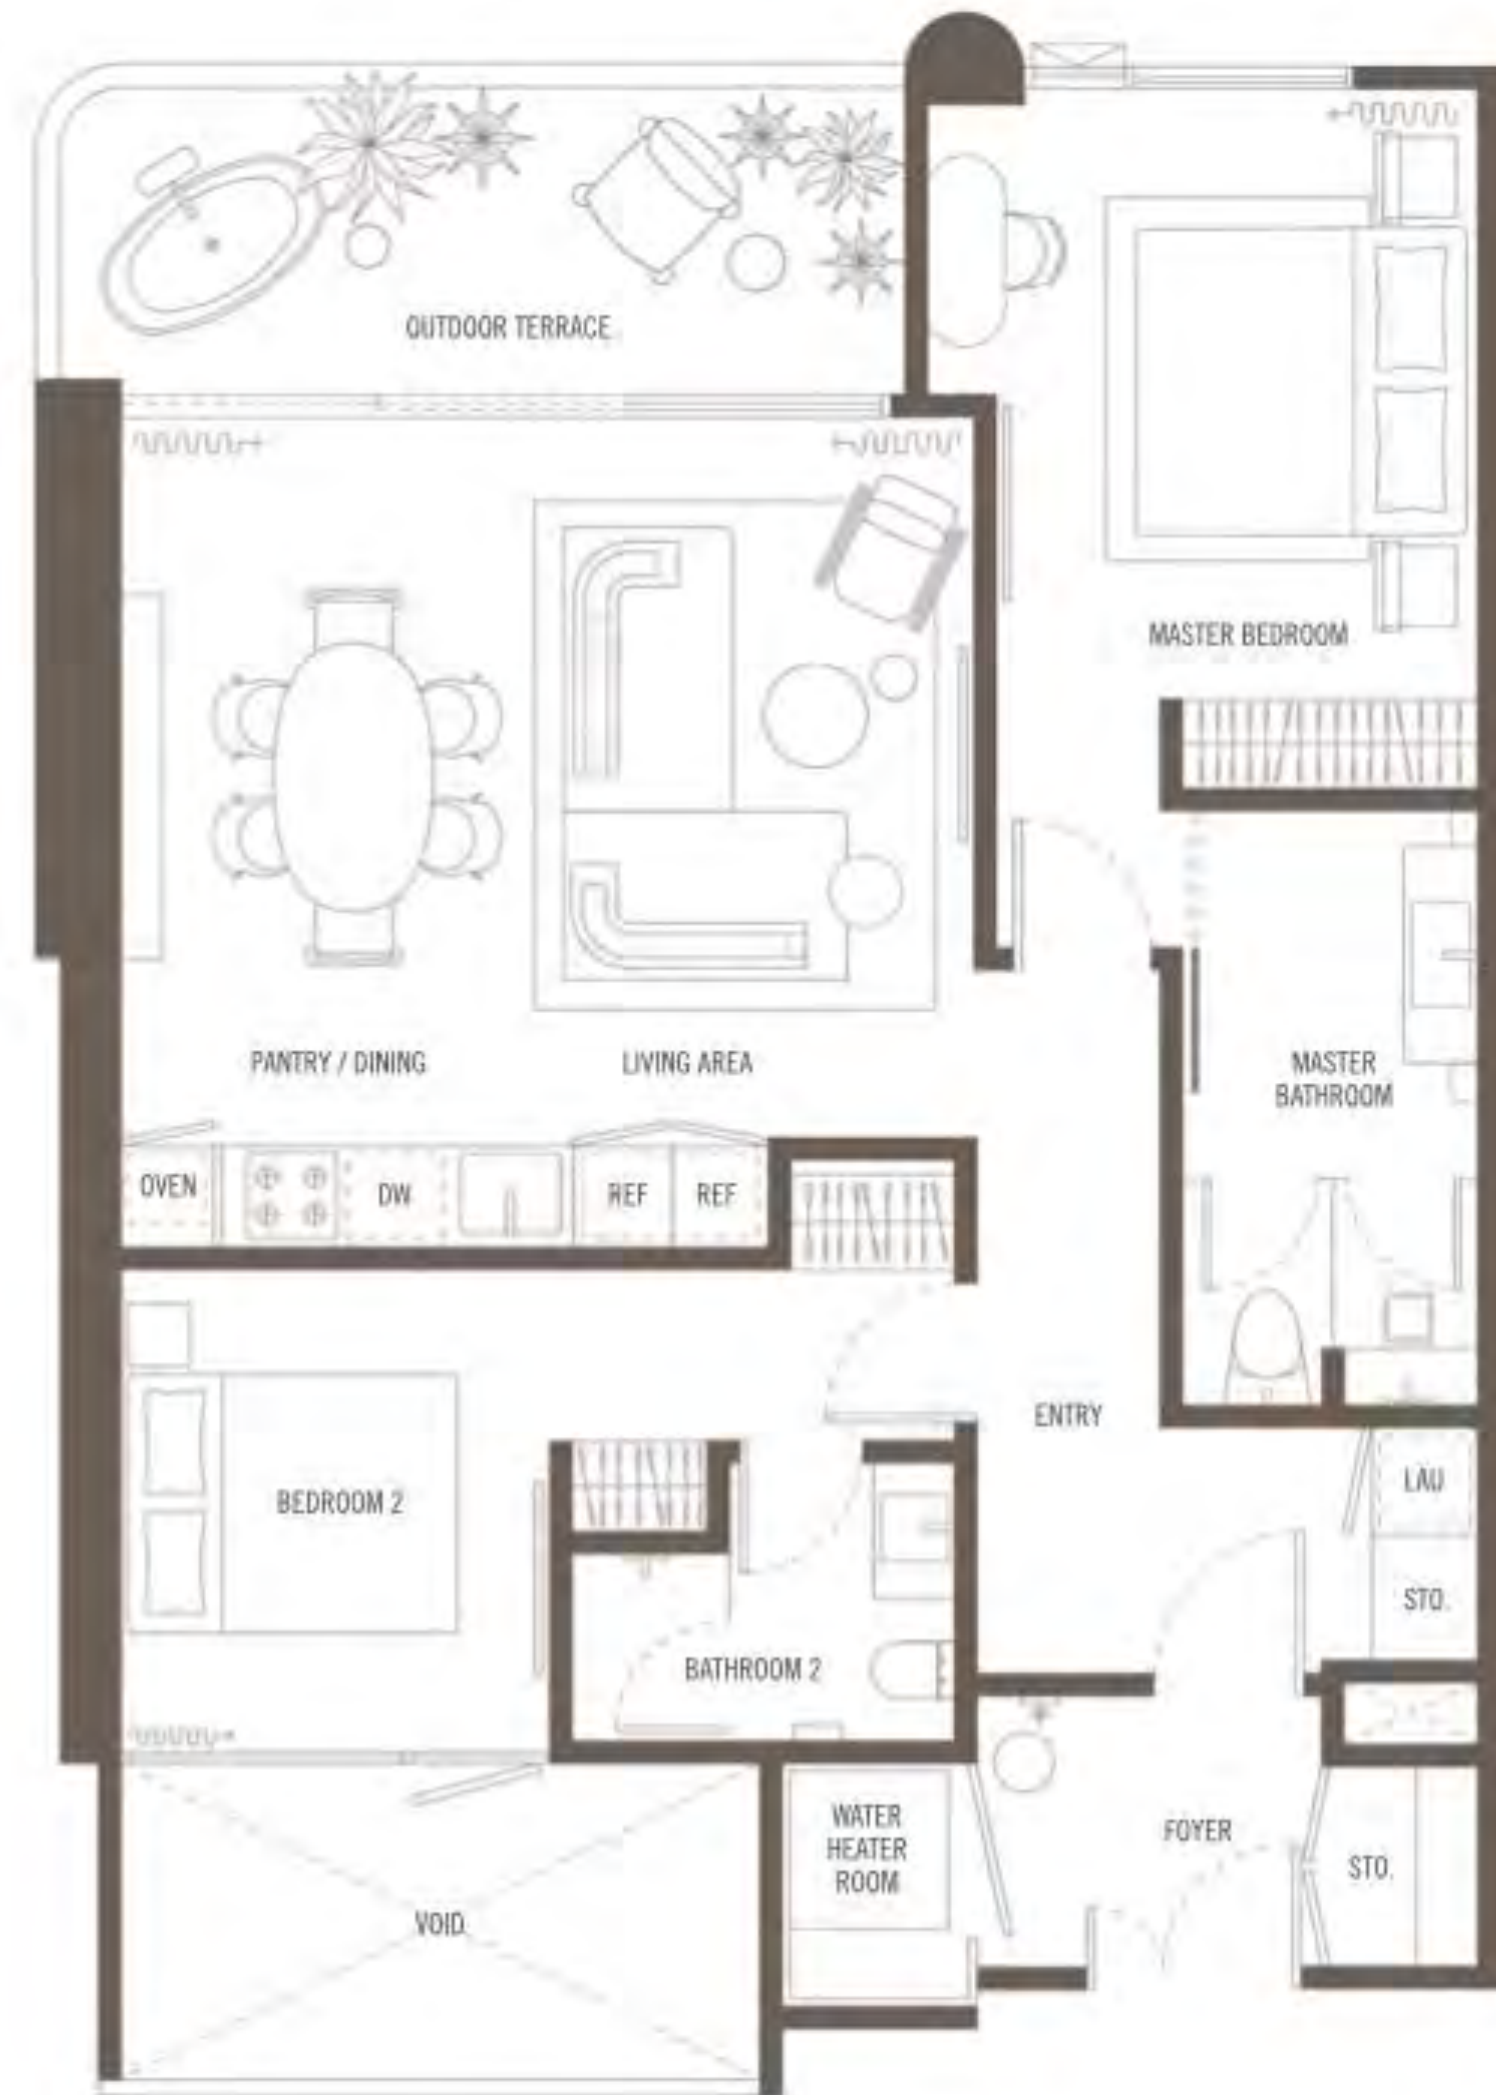 OUTDOOR TERRACE
MASTER BEDROOM
PANTRY / DINING
LIVING AREA
MASTER
BATHROOM
OVEN
DW
REF
REF
ENTRY
BEDROOM 2
LAU
STO.
BATHROOM 2
WATER
HEATER
ROOM
FOYER
STO.
VOID